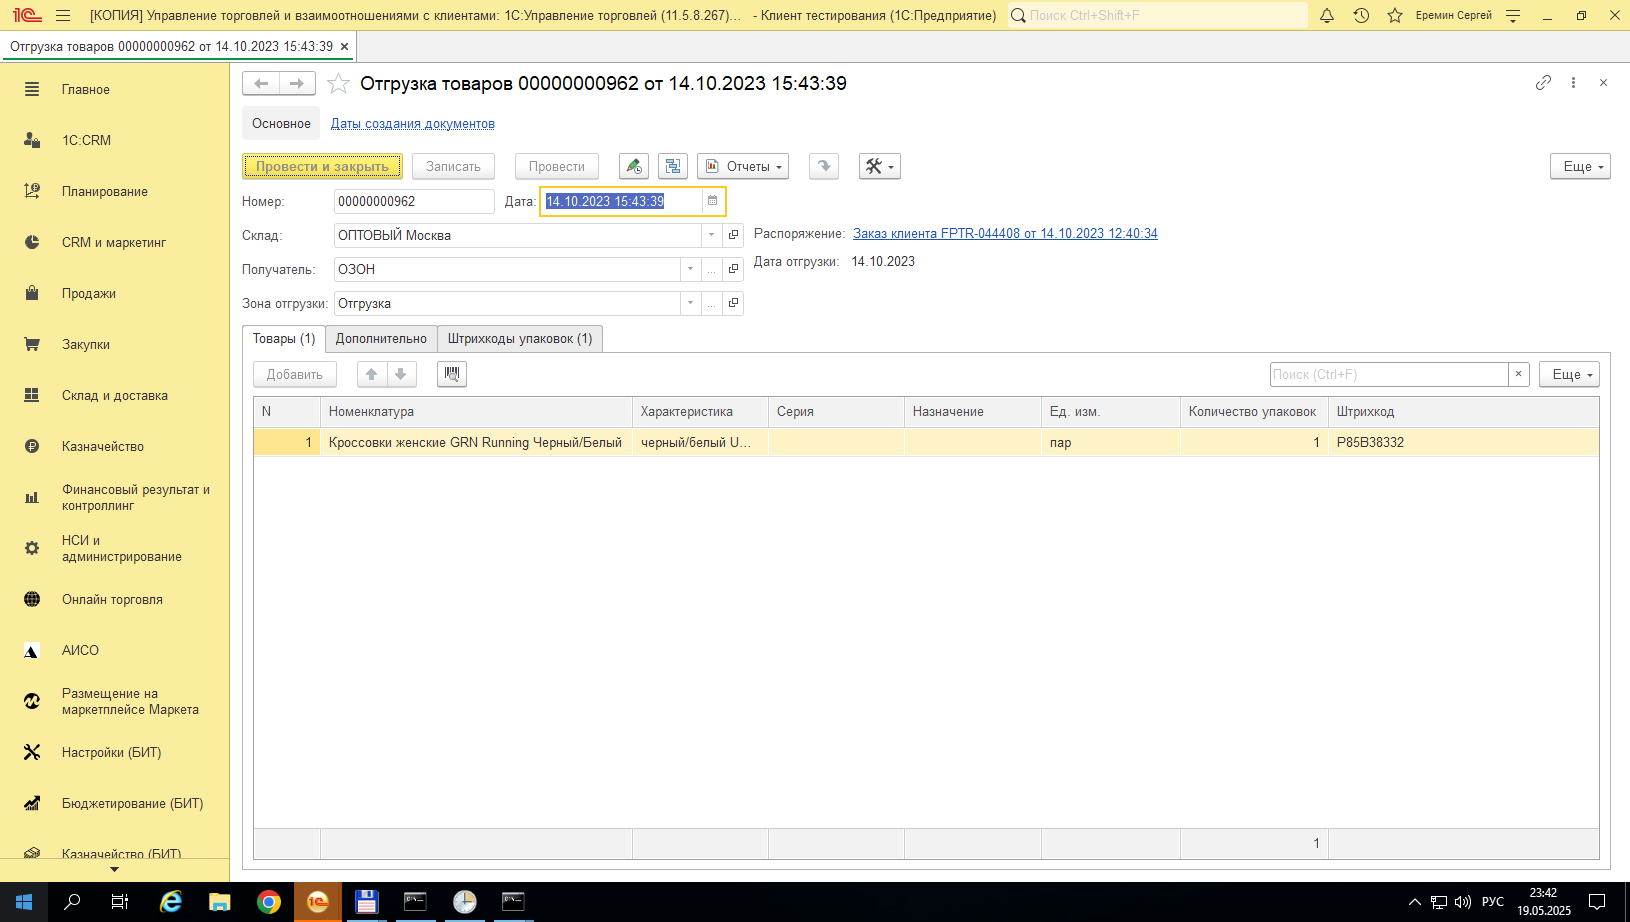 [КОПИЯ] Управление торговлей и взаимоотношениями с клиентами: 1С:Управление торговлей (11.5.8.267)... - Клиент тестирования (1С:Предприятие)
Поиск Ctrl+Shift+F
Еремин Сергей
Отгрузка товаров 00000000962 от 14.10.2023 15:43:39 ×
Главное
1С:CRM
Планирование
CRM и маркетинг
Продажи
Закупки
Склад и доставка
Казначейство
Финансовый результат и
контроллинг
НСИ и
администрирование
Онлайн торговля
АИСО
Размещение на
маркетплейсе Маркета
Настройки (БИТ)
Бюджетирование (БИТ)
Казначейство (БИТ)
Отгрузка товаров 00000000962 от 14.10.2023 15:43:39
Основное Даты создания документов
Провести и закрыть Записать Провести Отчеты Еще
Номер: 00000000962 Дата: 14.10.2023 15:43:39
Склад: ОПТОВЫЙ Москва Распоряжение: Заказ клиента FPTR-044408 от 14.10.2023 12:40:34
Получатель: ОЗОН Дата отгрузки: 14.10.2023
Зона отгрузки: Отгрузка
Товары (1) Дополнительно Штрихкоды упаковок (1)
Добавить Поиск (Ctrl+F) × Еще
N Номенклатура Характеристика Серия Назначение Ед. изм. Количество упаковок Штрихкод
1 Кроссовки женские GRN Running Черный/Белый черный/белый U... пар 1 P85B38332
1
РУС
23:42
19.05.2025